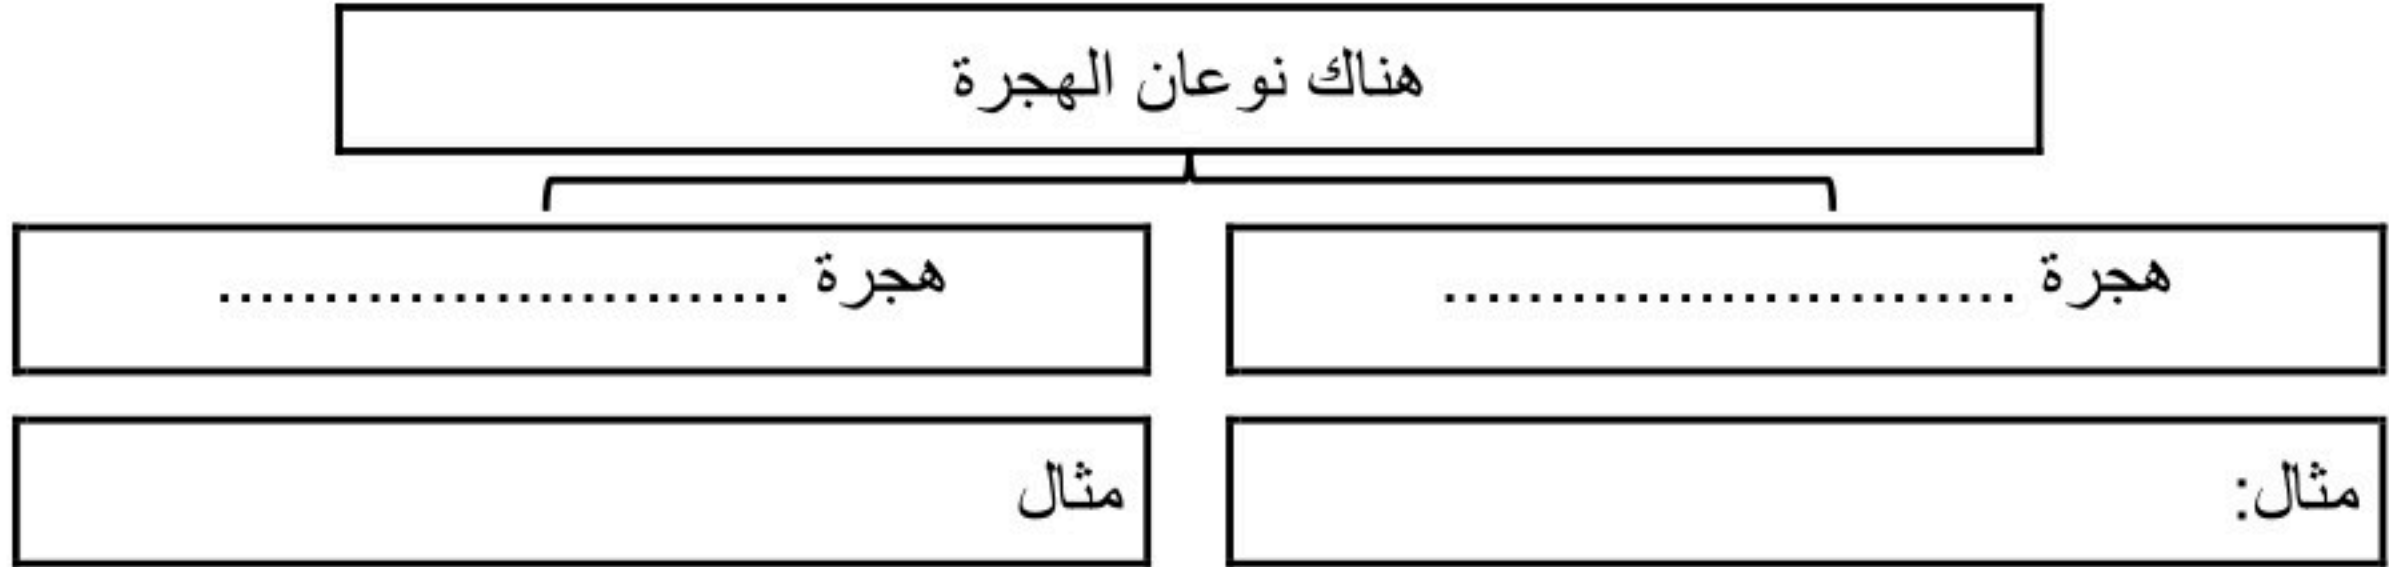 هناك نوعان الهجرة
هجرة ...........................
هجرة ...........................
مثال:
مثال